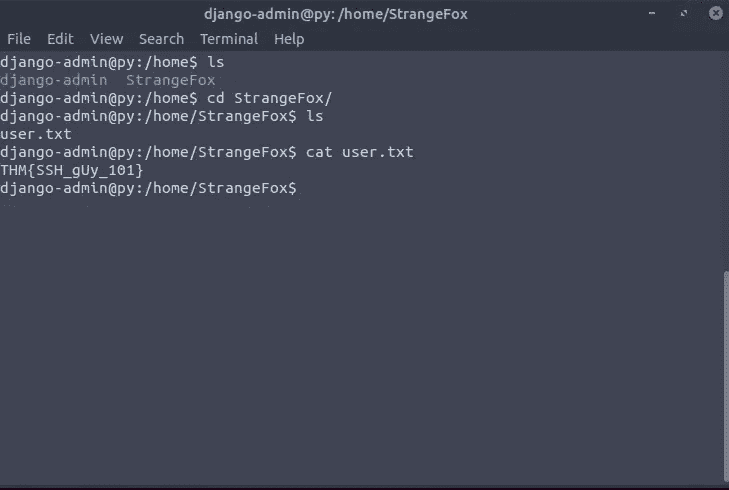 django-admin@py: /home/StrangeFox
File Edit View Search Terminal Help
django-admin@py:/home$ ls
django-admin  StrangeFox
django-admin@py:/home$ cd StrangeFox/
django-admin@py:/home/StrangeFox$ ls
user.txt
django-admin@py:/home/StrangeFox$ cat user.txt
THM{SSH_gUy_101}
django-admin@py:/home/StrangeFox$